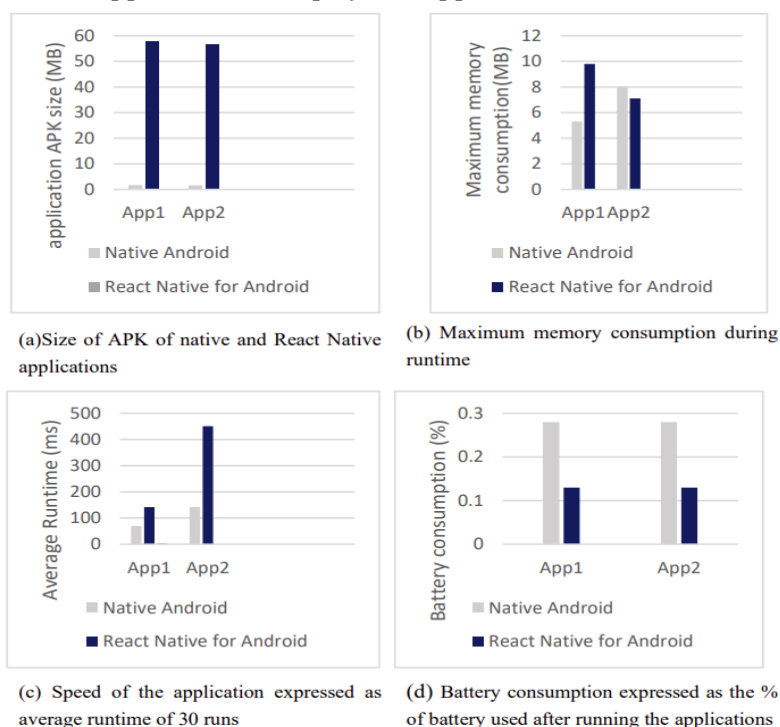 60
50
40
30
20
10
0
application APK size (MB)
App1 App2
Native Android
React Native for Android
(a)Size of APK of native and React Native
applications
12
10
8
6
4
2
0
Maximum memory
consumption(MB)
App1 App2
Native Android
React Native for Android
(b) Maximum memory consumption during
runtime
500
400
300
200
100
0
Average Runtime (ms)
App1 App2
Native Android
React Native for Android
(c) Speed of the application expressed as
average runtime of 30 runs
0.3
0.2
0.1
0
Battery consumption (%)
App1 App2
Native Android
React Native for Android
(d) Battery consumption expressed as the %
of battery used after running the applications